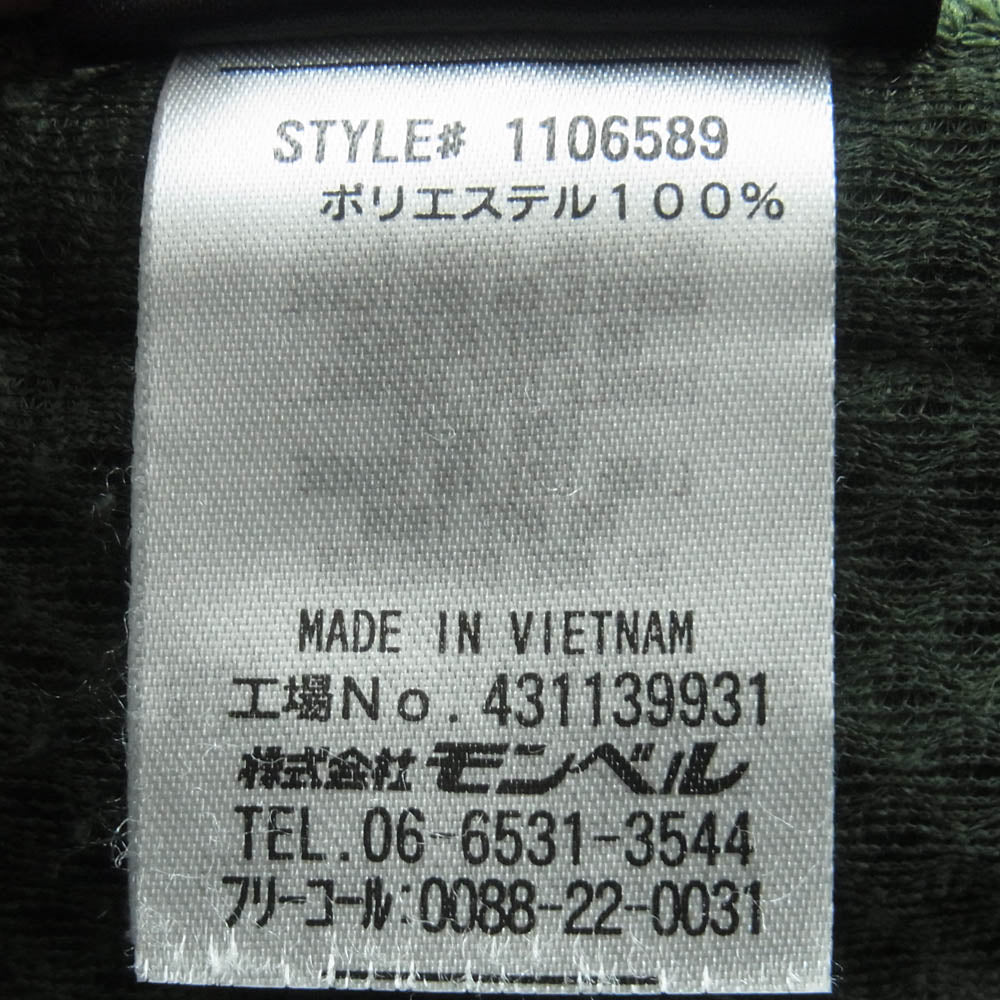 STYLE# 1106589
ポリエステル100%
MADE IN VIETNAM
工場No. 431139931
株式会社モンベル
TEL. 06-6531-3544
フリーコール:0088-22-0031